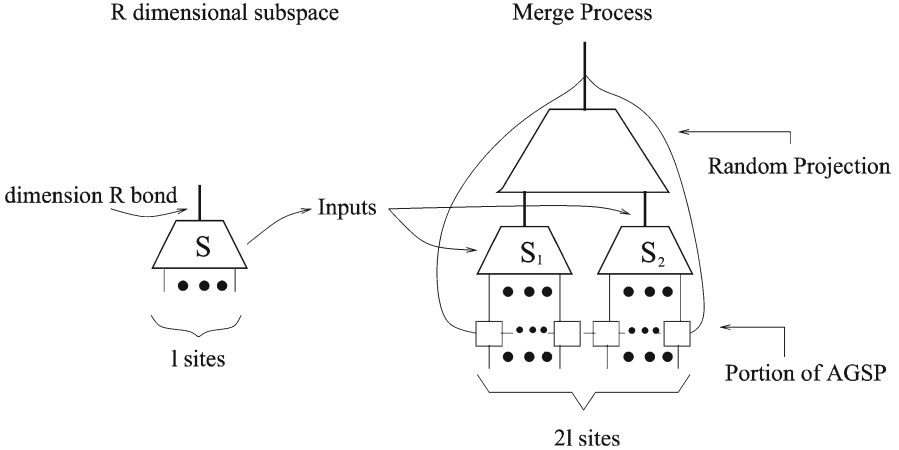 R dimensional subspace
Merge Process
Random Projection
dimension R bond
Inputs
S
S₁
S₂
l sites
Portion of AGSP
2l sites